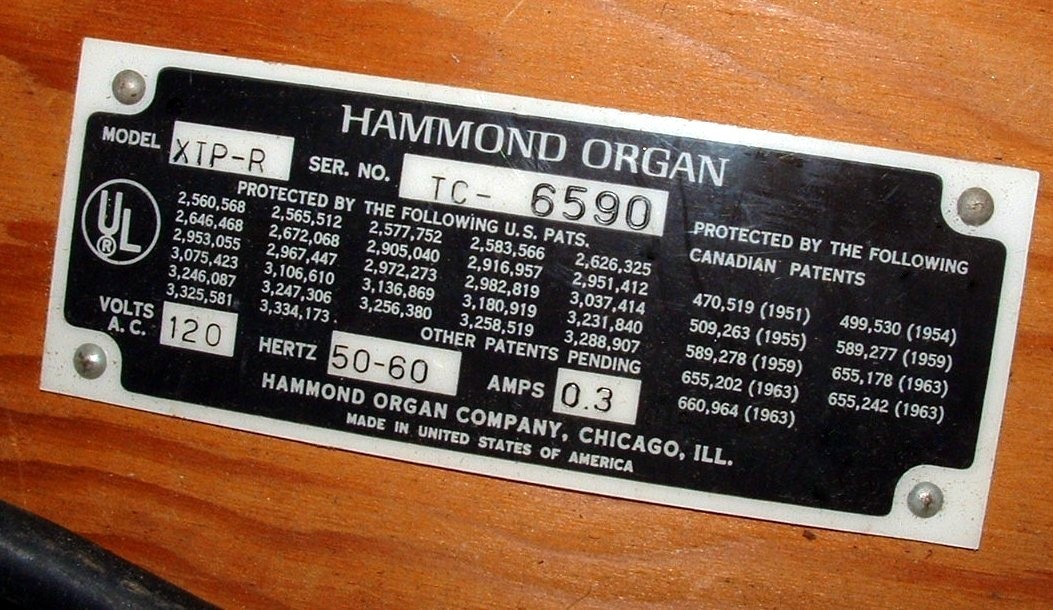 HAMMOND ORGAN
MODEL XTP-R SER. NO. TC- 6590
UL
®
PROTECTED BY THE FOLLOWING U.S. PATS.
2,560,568 2,565,512 2,577,752 2,583,566 2,626,325
2,646,468 2,672,068 2,905,040 2,916,957 2,951,412
2,953,055 2,967,447 2,972,273 2,982,819 3,037,414
3,075,423 3,106,610 3,136,869 3,180,919 3,231,840
3,246,087 3,247,306 3,256,380 3,258,519 3,288,907
3,325,581 3,334,173 OTHER PATENTS PENDING
PROTECTED BY THE FOLLOWING
CANADIAN PATENTS
470,519 (1951) 499,530 (1954)
509,263 (1955) 589,277 (1959)
589,278 (1959) 655,178 (1963)
655,202 (1963) 655,242 (1963)
660,964 (1963)
VOLTS A.C. 120 HERTZ 50-60 AMPS 0.3
HAMMOND ORGAN COMPANY, CHICAGO, ILL.
MADE IN UNITED STATES OF AMERICA